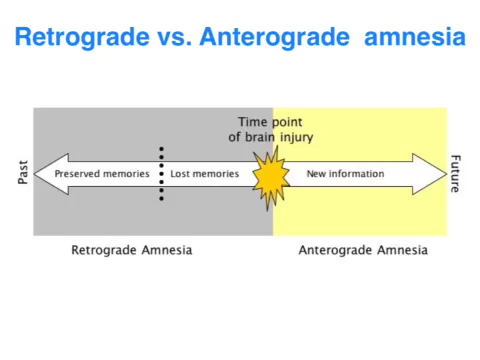 Retrograde vs. Anterograde  amnesia
Time point
of brain injury
Past
Preserved memories
Lost memories
New information
Future
Retrograde Amnesia
Anterograde Amnesia